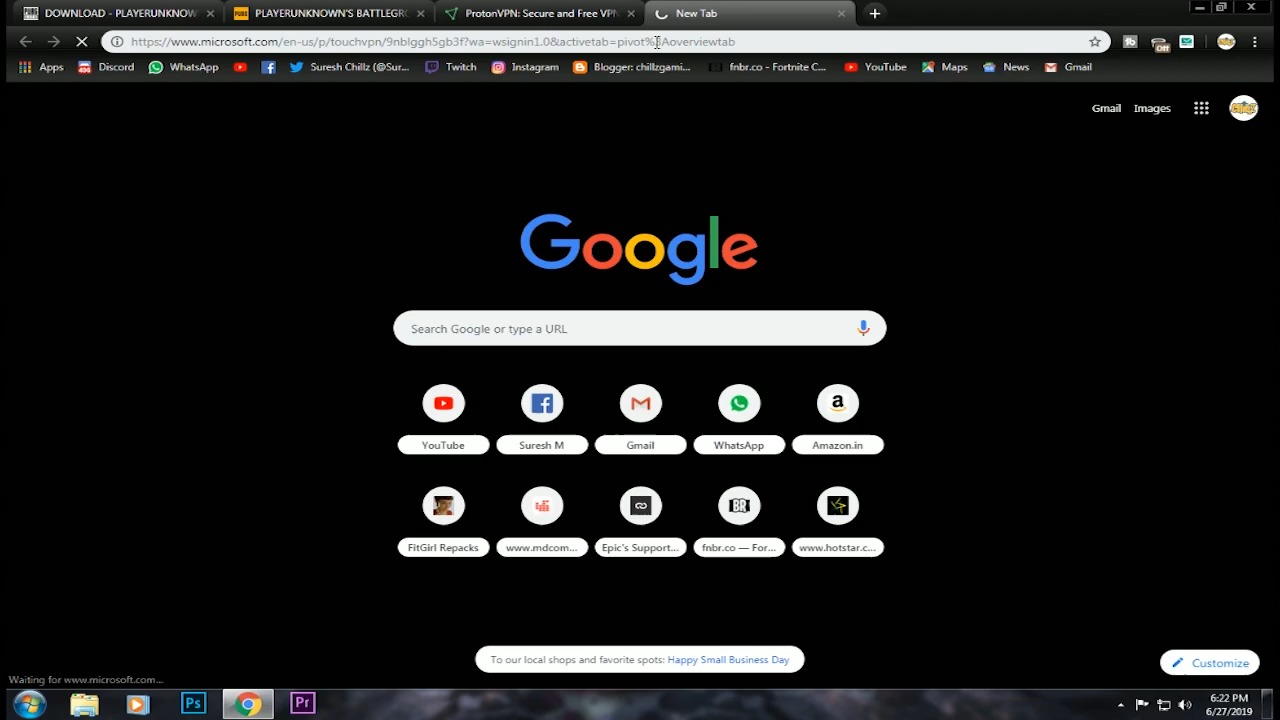 DOWNLOAD - PLAYERUNKNOW
PLAYERUNKNOWN'S BATTLEGR
ProtonVPN: Secure and Free VPN
New Tab
https://www.microsoft.com/en-us/p/touchvpn/9nblggh5gb3f?wa=wsignin1.0&activetab=pivot%3Aoverviewtab
Apps
Discord
WhatsApp
Suresh Chillz (@Sur...
Twitch
Instagram
Blogger: chillzgami...
fnbr.co - Fortnite C...
YouTube
Maps
News
Gmail
Off
Gmail Images
Google
Search Google or type a URL
YouTube
Suresh M
Gmail
WhatsApp
Amazon.in
FitGirl Repacks
www.mdcom...
Epic's Support...
fnbr.co — For...
www.hotstar.c...
To our local shops and favorite spots: Happy Small Business Day
Customize
Waiting for www.microsoft.com...
Ps
Pr
6:22 PM
6/27/2019